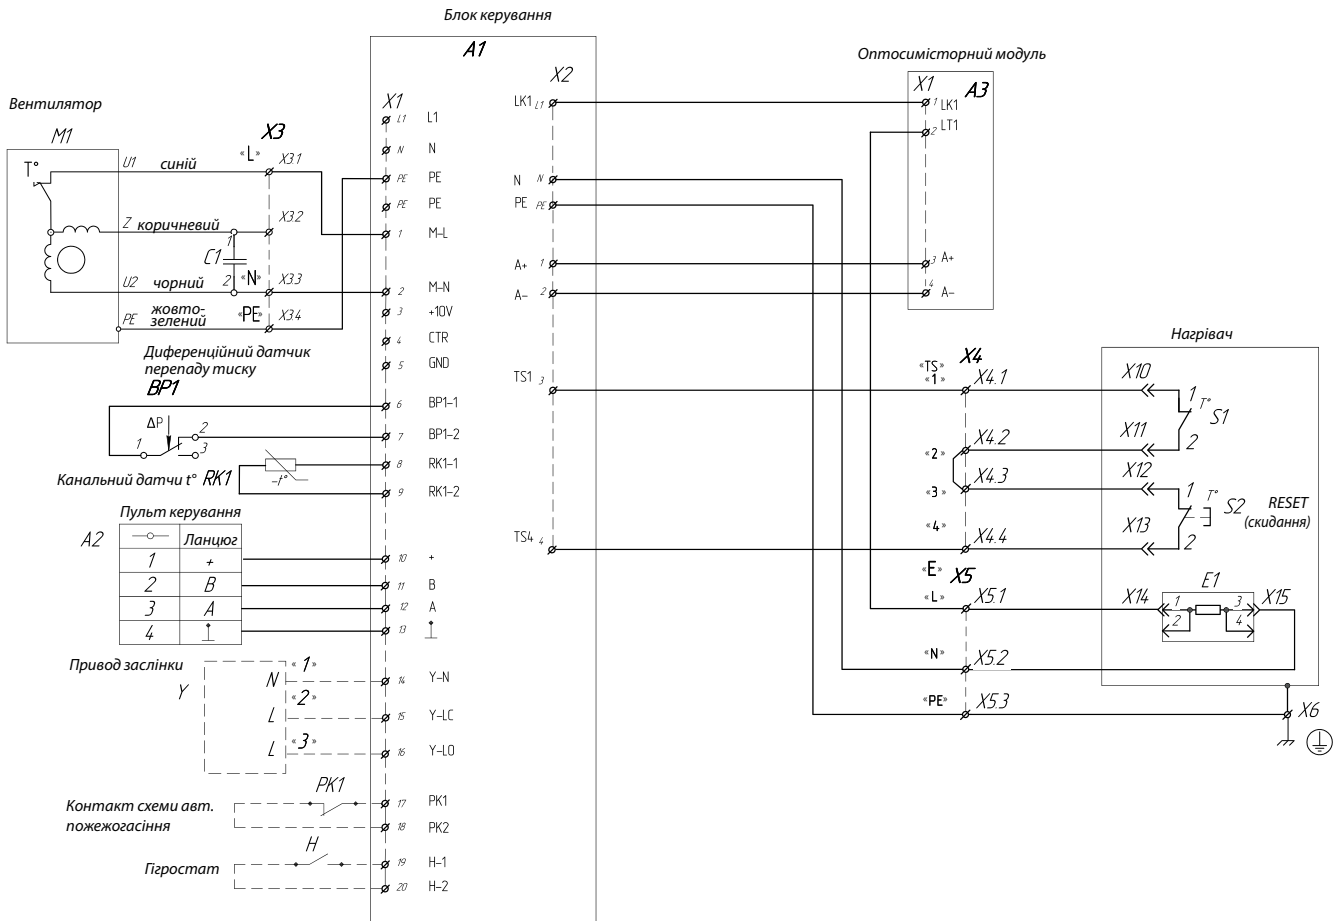 Блок керування
A1
Вентилятор
M1
T°
U1
синій
Z
коричневий
C1
1
2
U2
чорний
PE
жовто-
зелений
X3
«L»
X3.1
X3.2
«N»
X3.3
«PE»
X3.4
Диференційний датчик
перепаду тиску
BP1
ΔP
1
2
3
Канальний датчи t° RK1
-t°
Пульт керування
A2
Ланцюг
1 +
2 B
3 A
4
Привод заслінки
Y
N «1»
L «2»
L «3»
Контакт схеми авт.
пожежогасіння
PK1
Гігростат
H
X1
L1 L1
N N
PE PE
PE PE
1 M-L
2 M-N
3 +10V
4 CTR
5 GND
6 BP1-1
7 BP1-2
8 RK1-1
9 RK1-2
10 +
11 B
12 A
13
14 Y-N
15 Y-LC
16 Y-LO
17 PK1
18 PK2
19 H-1
20 H-2
X2
LK1 L1
N N
PE PE
A+ 1
A- 2
TS1 3
TS4 4
Оптосимісторний модуль
X1
A3
1 LK1
2 LT1
3 A+
4 A-
Нагрівач
X4
«TS»
«1» X4.1
«2» X4.2
«3» X4.3
«4» X4.4
«E» X5
«L» X5.1
«N» X5.2
«PE» X5.3
X10
X11
X12
X13
1
T°
S1
2
1
T°
S2
2
RESET
(скидання)
X14
E1
1
2
3
4
X15
X6